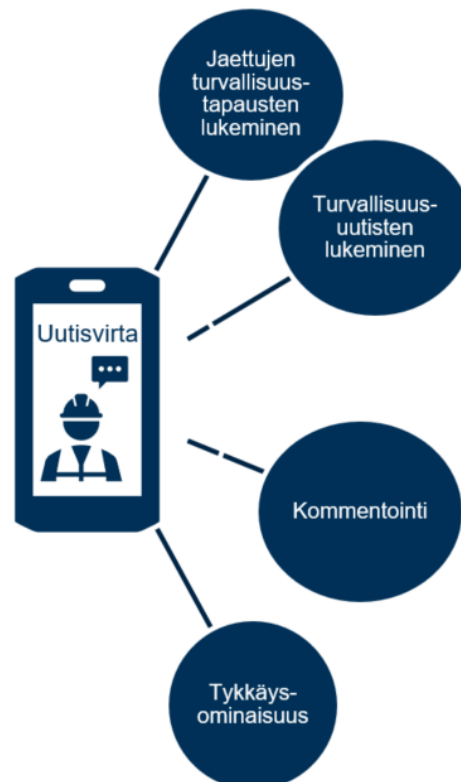 Jaettujen
turvallisuus-
tapausten
lukeminen
Turvallisuus-
uutisten
lukeminen
Uutisvirta
Kommentointi
Tykkäys-
ominaisuus